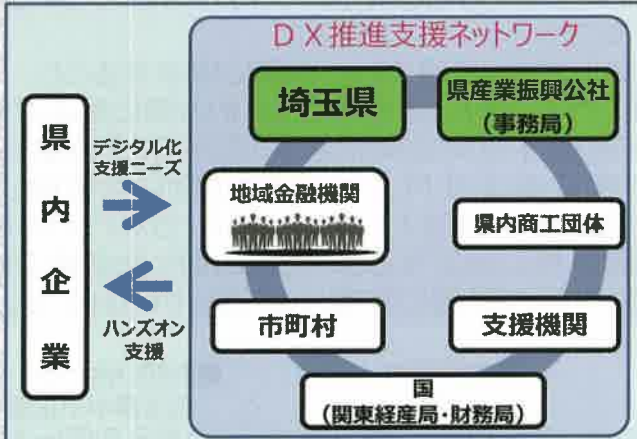 DX推進支援ネットワーク
埼玉県
県産業振興公社
(事務局)
県内企業
デジタル化
支援ニーズ
地域金融機関
県内商工団体
ハンズオン
支援
市町村
支援機関
国
(関東経産局・財務局)